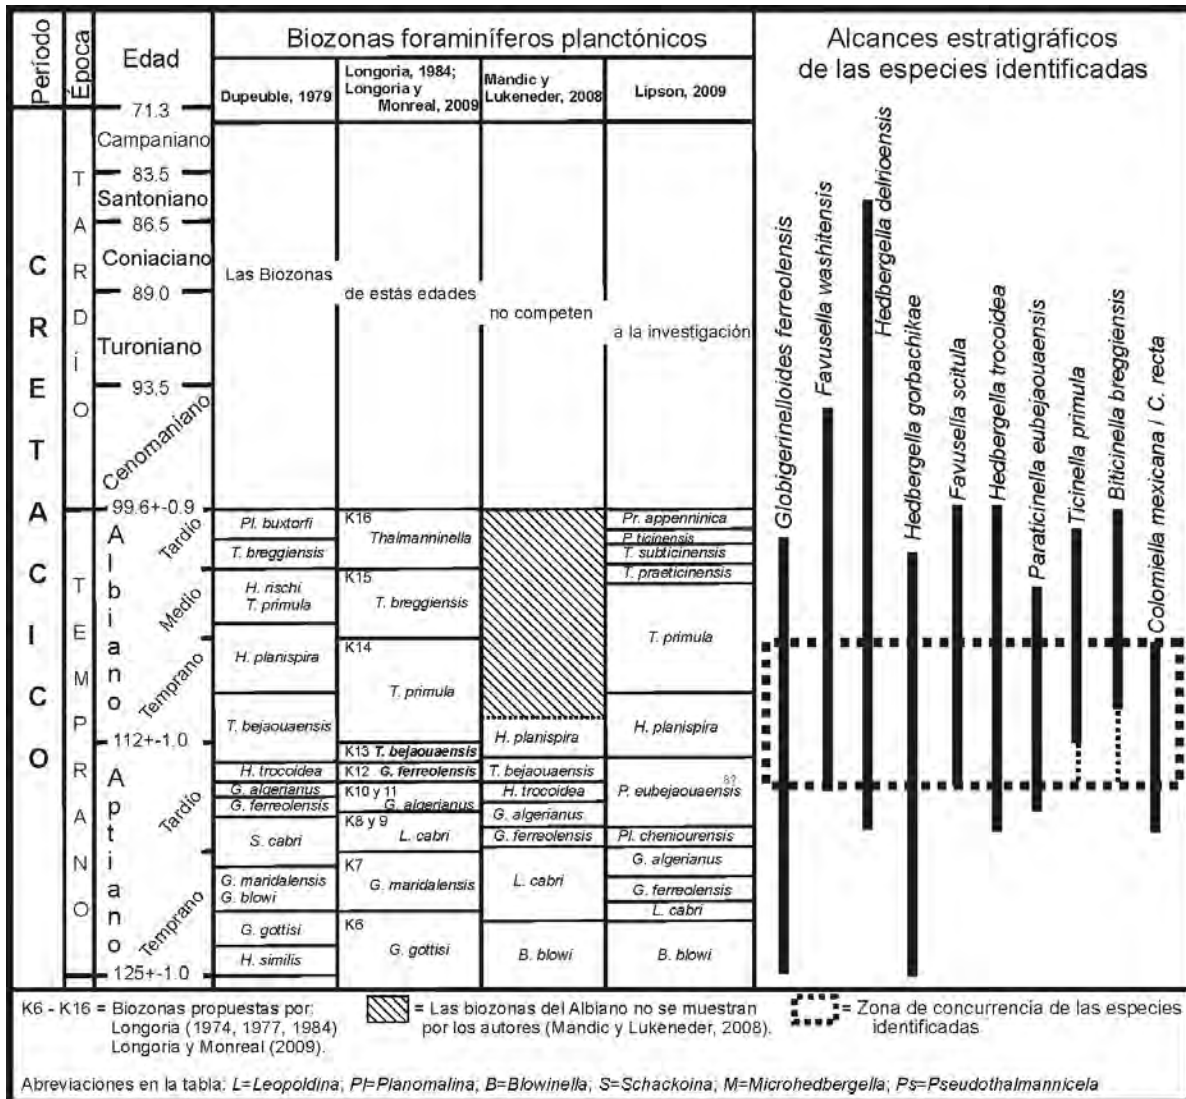 Período
Época
Edad
Biozonas foraminíferos planctónicos
Dupeuble, 1979
Longoria, 1984;
Longoria y
Monreal, 2009
Mandic y
Lukeneder, 2008
Lipson, 2009
Alcances estratigráficos
de las especies identificadas
CRETACICO
TARDÍO
TEMPRANO
71.3
Campaniano
83.5
Santoniano
86.5
Coniaciano
89.0
Turoniano
93.5
Cenomaniano
99.6+-0.9
Albiano
Tardío
Medio
Temprano
112+-1.0
Aptiano
Tardío
Temprano
125+-1.0
Las Biozonas
de estás edades
no competen
a la investigación
Pl. buxtorfi
T. breggiensis
H. rischi
T. primula
H. planispira
T. bejaouaensis
H. trocoidea
G. algerianus
G. ferreolensis
S. cabri
G. maridalensis
G. blowi
G. gottisi
H. similis
K16
Thalmanninella
K15
T. breggiensis
K14
T. primula
K13 T. bejaouaensis
K12 G. ferreolensis
K10 y 11
G. algerianus
K8 y 9
L. cabri
K7
G. maridalensis
K6
G. gottisi
H. planispira
T. bejaouaensis
H. trocoidea
G. algerianus
G. ferreolensis
L. cabri
B. blowi
Pr. appenninica
P ticinensis
T. subticinensis
T. praeticinensis
T. primula
H. planispira
P. eubejaouaensis
Pl. cheniourensis
G. algerianus
G. ferreolensis
L. cabri
B. blowi
Globigerinelloides ferreolensis
Favusella washitensis
Hedbergella delrioensis
Hedbergella gorbachikae
Favusella scitula
Hedbergella trocoidea
Paraticinella eubejaouaensis
Ticinella primula
Biticinella breggiensis
Colomiella mexicana / C. recta
K6 - K16 = Biozonas propuestas por:
Longoria (1974, 1977, 1984)
Longoria y Monreal (2009).
= Las biozonas del Albiano no se muestran
por los autores (Mandic y Lukeneder, 2008).
= Zona de concurrencia de las especies
identificadas
Abreviaciones en la tabla: L=Leopoldina; Pl=Planomalina; B=Blowinella; S=Schackoina; M=Microhedbergella; Ps=Pseudothalmannicela